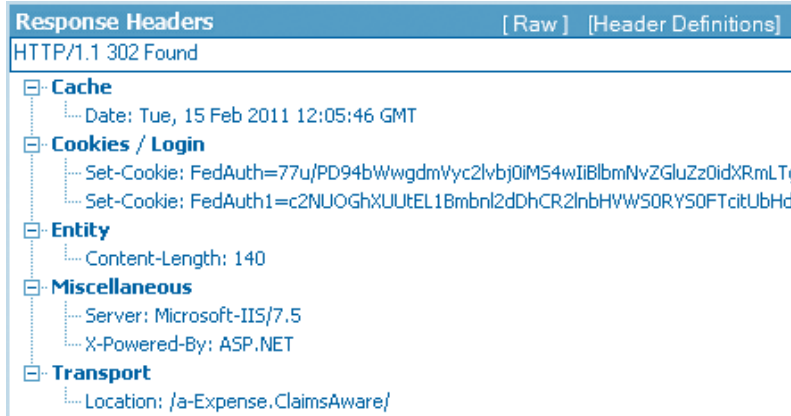 Response Headers [ Raw ] [Header Definitions]
HTTP/1.1 302 Found
Cache
Date: Tue, 15 Feb 2011 12:05:46 GMT
Cookies / Login
Set-Cookie: FedAuth=77u/PD94bWwgdmVyc2lvbj0iMS4wIiBlbmNvZGluZz0idXRmLTg
Set-Cookie: FedAuth1=c2NUOGhXUUtEL1Bmbnl2dDhCR2lnbHVWS0RYS0FTcitUbHd
Entity
Content-Length: 140
Miscellaneous
Server: Microsoft-IIS/7.5
X-Powered-By: ASP.NET
Transport
Location: /a-Expense.ClaimsAware/